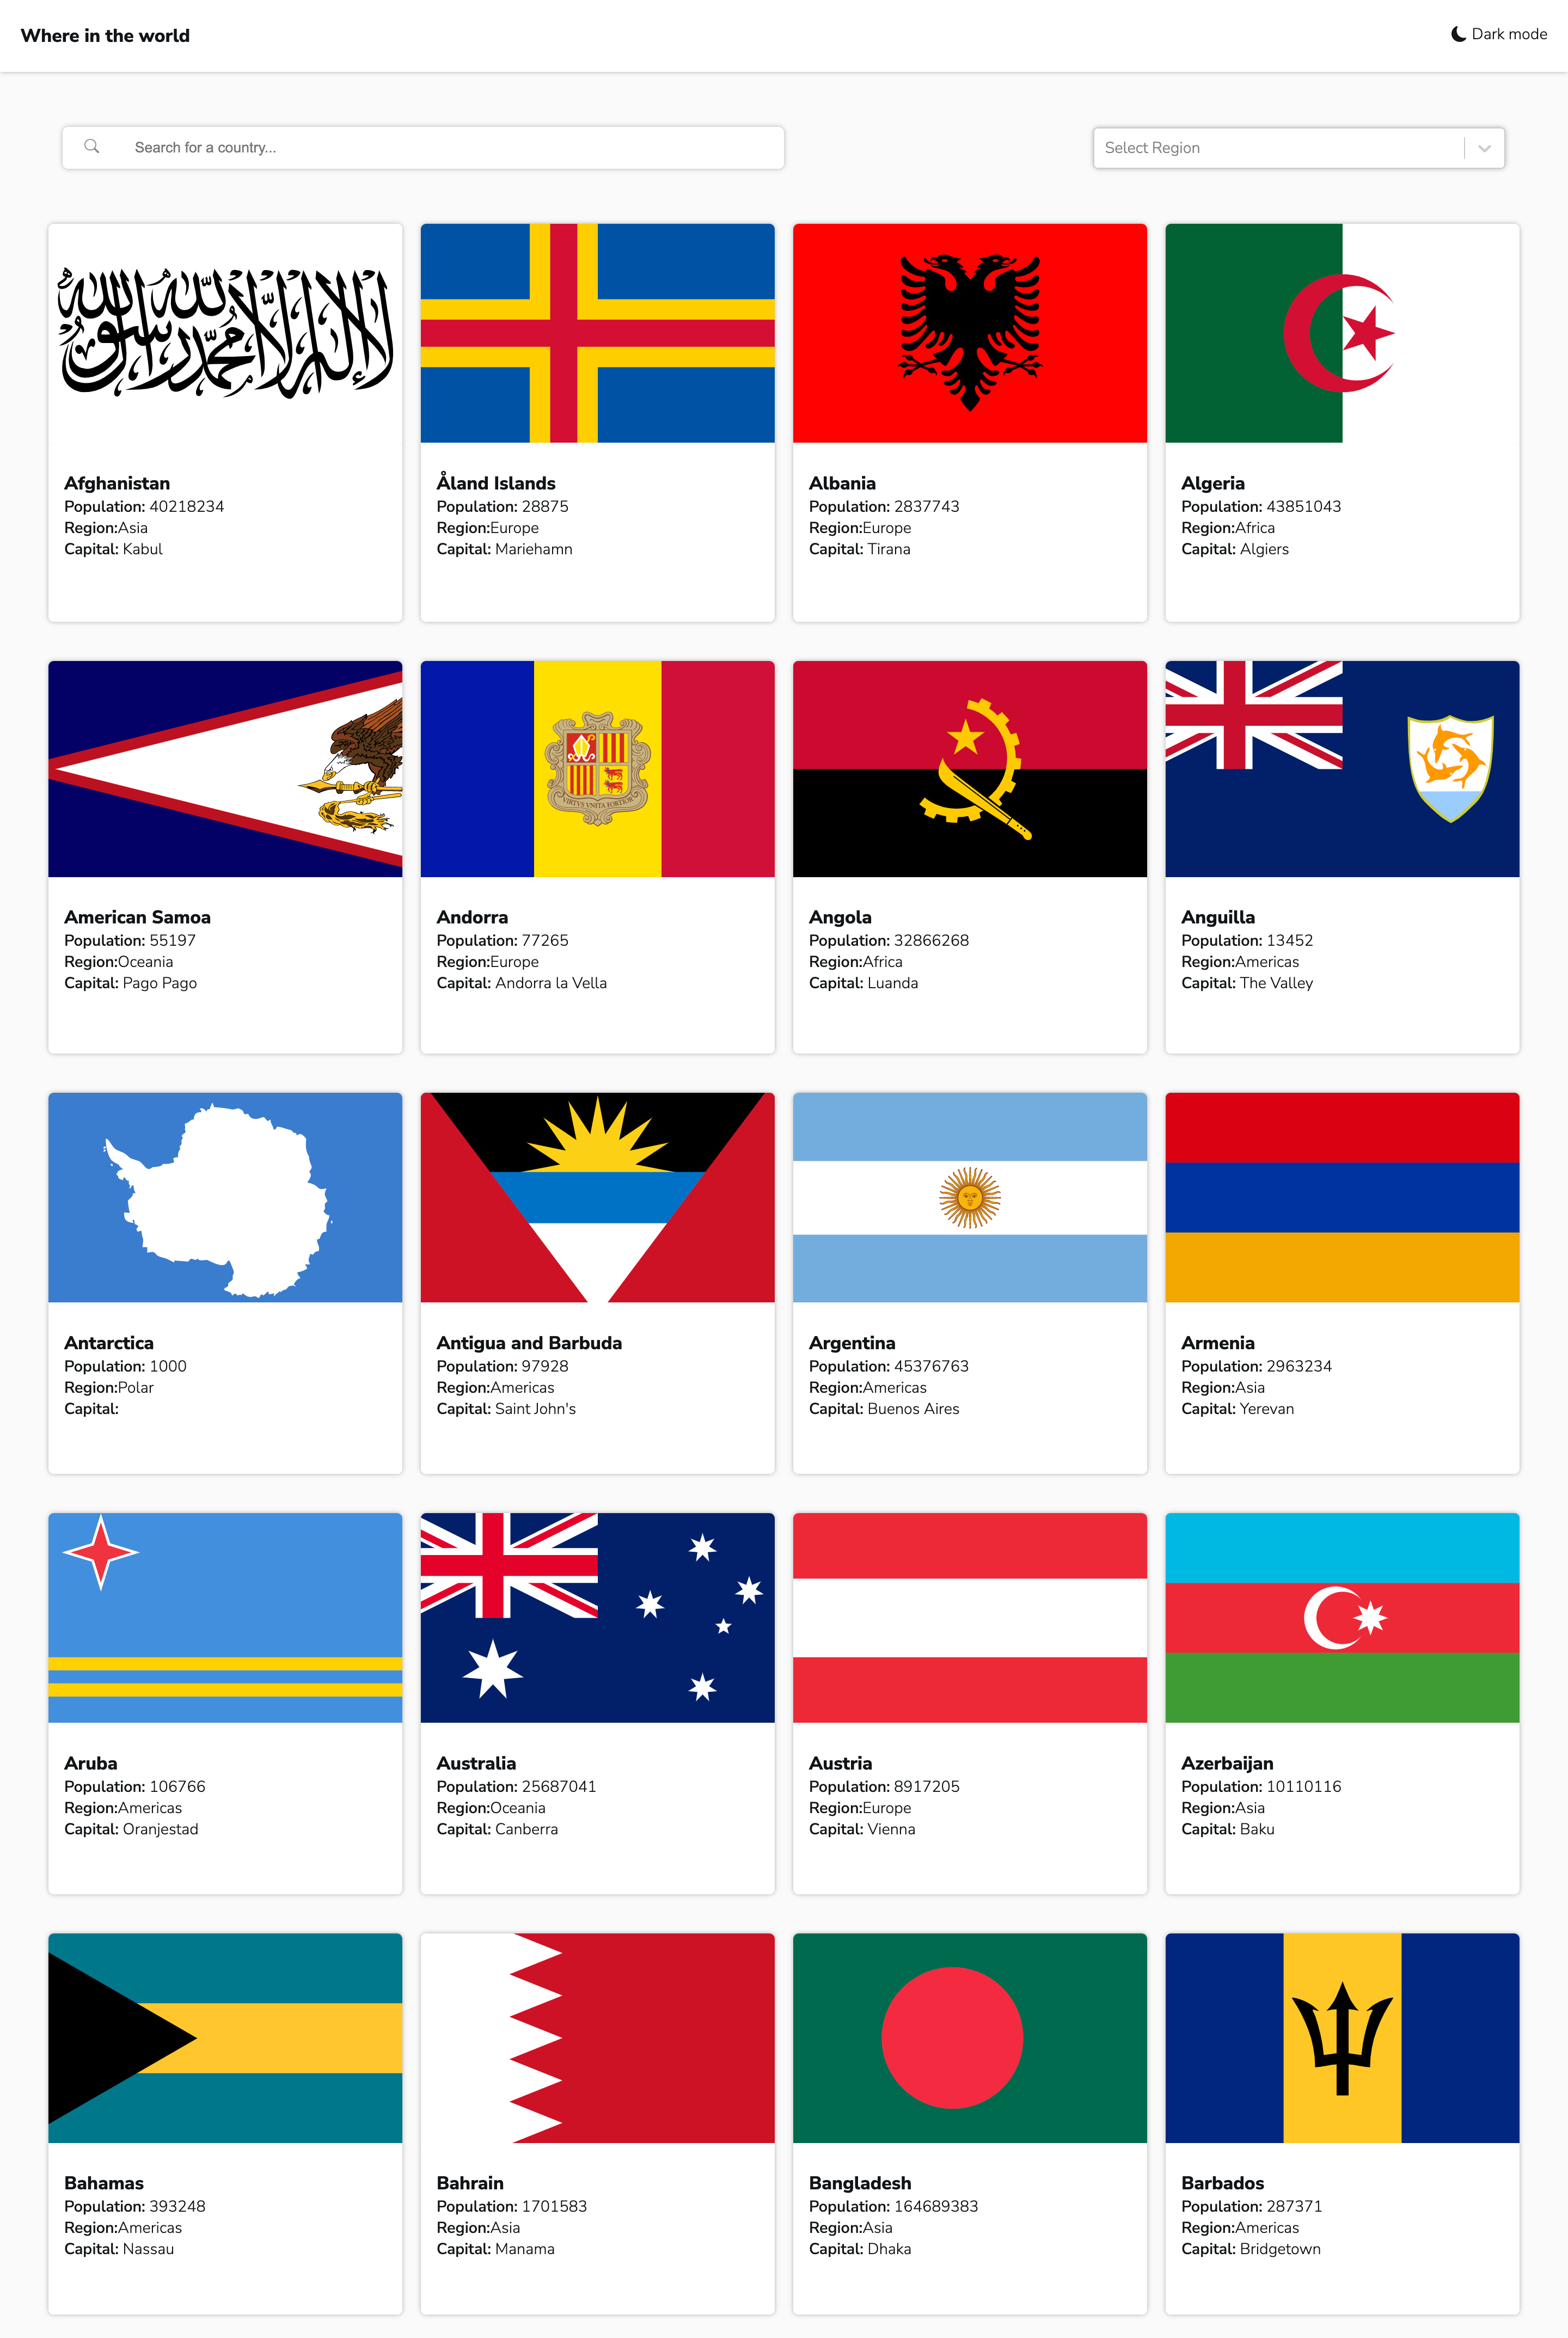 Where in the world
Dark mode
Search for a country...
Select Region
لا إله إلا الله محمد رسول الله
Afghanistan
Population: 40218234
Region:Asia
Capital: Kabul
Åland Islands
Population: 28875
Region:Europe
Capital: Mariehamn
Albania
Population: 2837743
Region:Europe
Capital: Tirana
Algeria
Population: 43851043
Region:Africa
Capital: Algiers
VIRTVS VNITA FORTIOR
American Samoa
Population: 55197
Region:Oceania
Capital: Pago Pago
Andorra
Population: 77265
Region:Europe
Capital: Andorra la Vella
Angola
Population: 32866268
Region:Africa
Capital: Luanda
Anguilla
Population: 13452
Region:Americas
Capital: The Valley
Antarctica
Population: 1000
Region:Polar
Capital:
Antigua and Barbuda
Population: 97928
Region:Americas
Capital: Saint John's
Argentina
Population: 45376763
Region:Americas
Capital: Buenos Aires
Armenia
Population: 2963234
Region:Asia
Capital: Yerevan
Aruba
Population: 106766
Region:Americas
Capital: Oranjestad
Australia
Population: 25687041
Region:Oceania
Capital: Canberra
Austria
Population: 8917205
Region:Europe
Capital: Vienna
Azerbaijan
Population: 10110116
Region:Asia
Capital: Baku
Bahamas
Population: 393248
Region:Americas
Capital: Nassau
Bahrain
Population: 1701583
Region:Asia
Capital: Manama
Bangladesh
Population: 164689383
Region:Asia
Capital: Dhaka
Barbados
Population: 287371
Region:Americas
Capital: Bridgetown